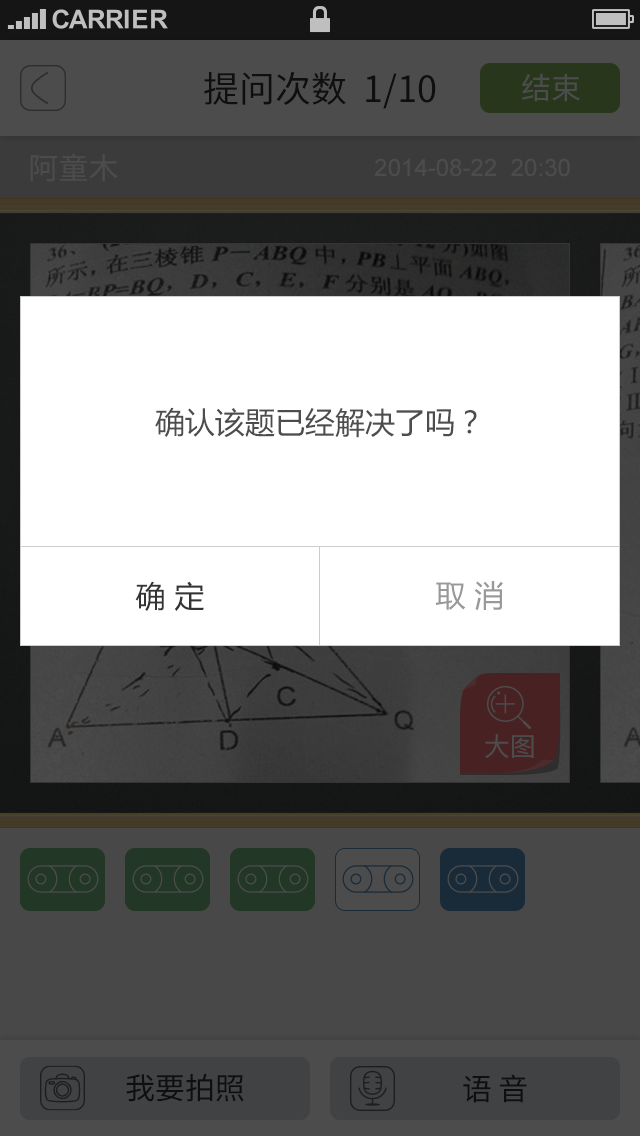 CARRIER
提问次数 1/10
结束
阿童木
2014-08-22 20:30
36、
分)如图
所示，在三棱锥 P－ABQ 中，PB⊥平面 ABQ，
BP=BQ，D，C，E，F 分别是 AQ
确认该题已经解决了吗？
确 定
取 消
A
D
C
Q
大图
我要拍照
语 音